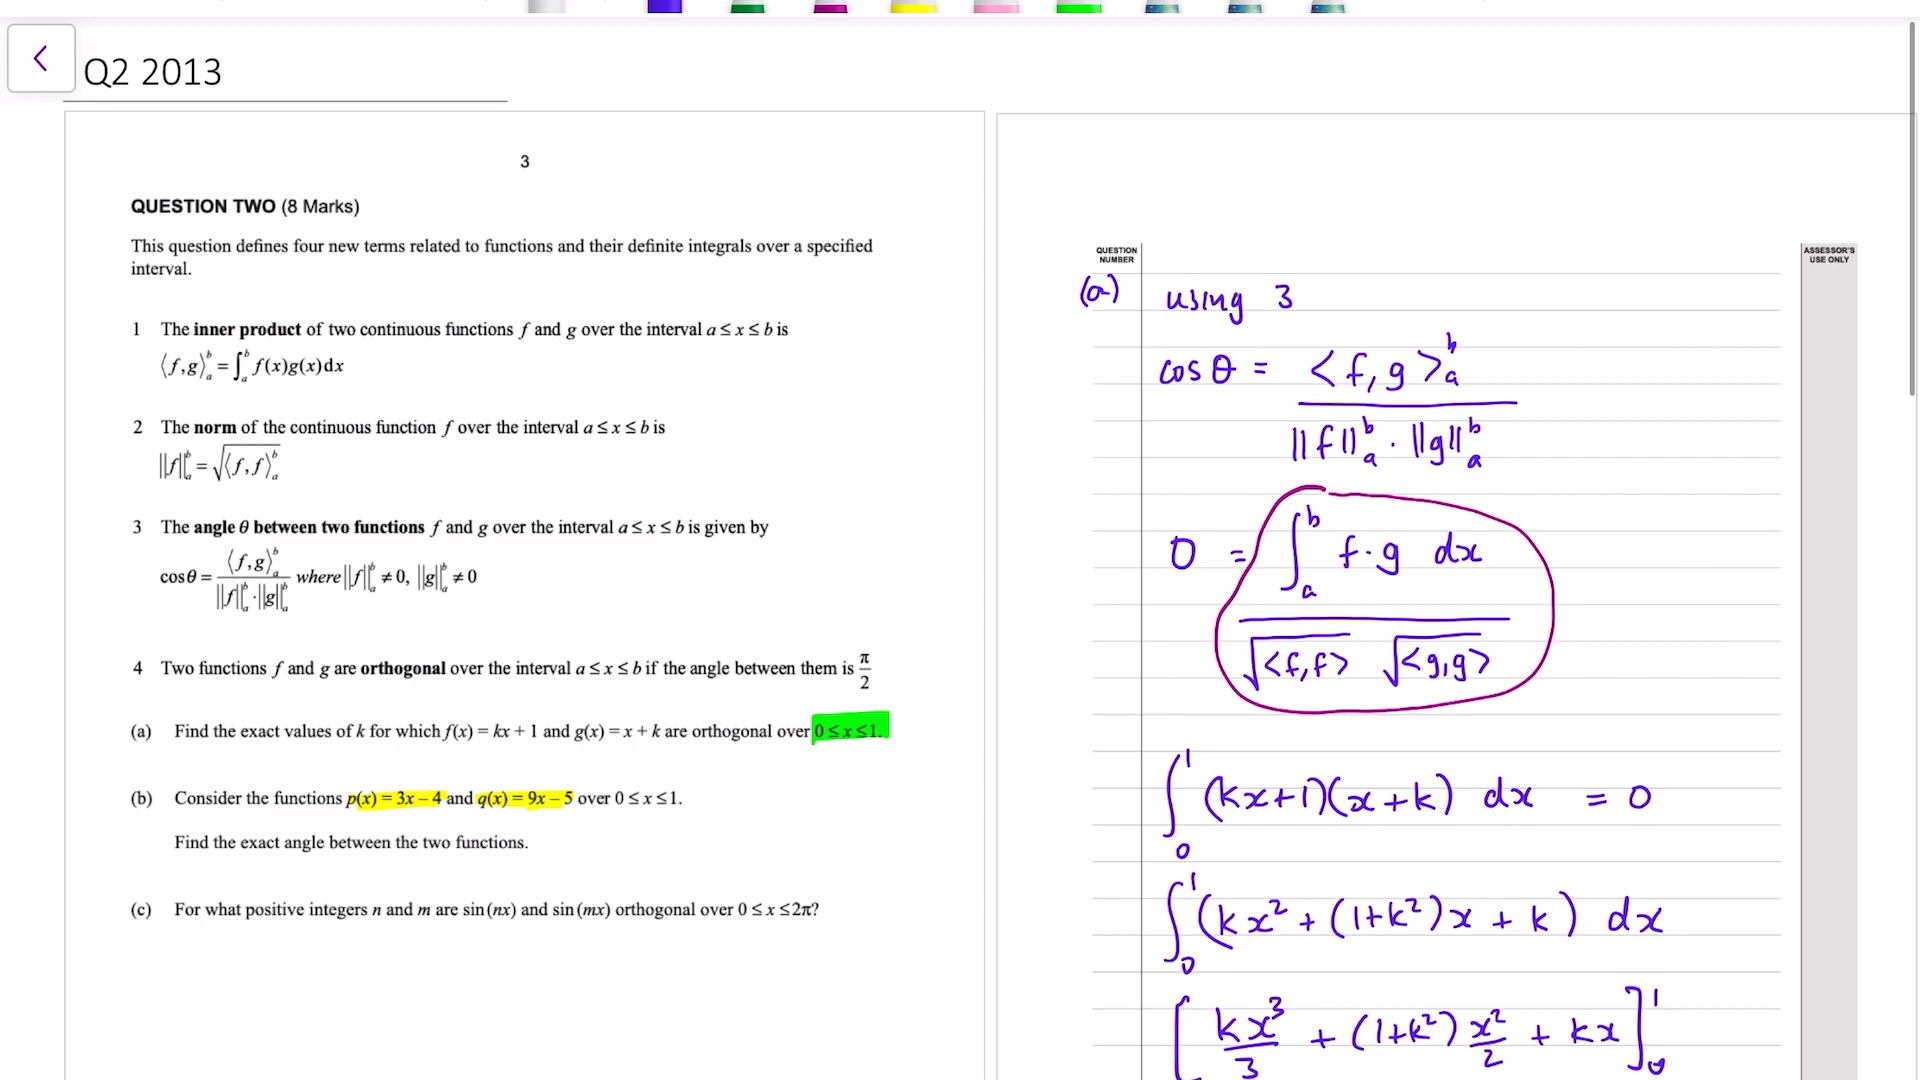 Q2 2013
3
QUESTION TWO (8 Marks)
This question defines four new terms related to functions and their definite integrals over a specified
interval.
1 The inner product of two continuous functions f and g over the interval a ≤ x ≤ b is
⟨f,g⟩ₐᵇ = ∫ₐᵇ f(x)g(x)dx
2 The norm of the continuous function f over the interval a ≤ x ≤ b is
||f||ₐᵇ = √⟨f,f⟩ₐᵇ
3 The angle θ between two functions f and g over the interval a ≤ x ≤ b is given by
cosθ = ⟨f,g⟩ₐᵇ / ||f||ₐᵇ·||g||ₐᵇ where ||f||ₐᵇ ≠ 0, ||g||ₐᵇ ≠ 0
4 Two functions f and g are orthogonal over the interval a ≤ x ≤ b if the angle between them is π/2
(a) Find the exact values of k for which f(x) = kx + 1 and g(x) = x + k are orthogonal over 0 ≤ x ≤ 1.
(b) Consider the functions p(x) = 3x – 4 and q(x) = 9x – 5 over 0 ≤ x ≤ 1.
Find the exact angle between the two functions.
(c) For what positive integers n and m are sin (nx) and sin (mx) orthogonal over 0 ≤ x ≤ 2π?
QUESTION
NUMBER
ASSESSOR'S
USE ONLY
(a) using 3
cos θ = <f, g>ₐᵇ / ||f||ₐᵇ · ||g||ₐᵇ
0 = ∫ₐᵇ f·g dx / √<f,f> √<g,g>
∫₀¹ (kx+1)(x+k) dx = 0
∫₀¹ (kx² + (1+k²)x + k) dx
[kx³/3 + (1+k²) x²/2 + kx]₀¹